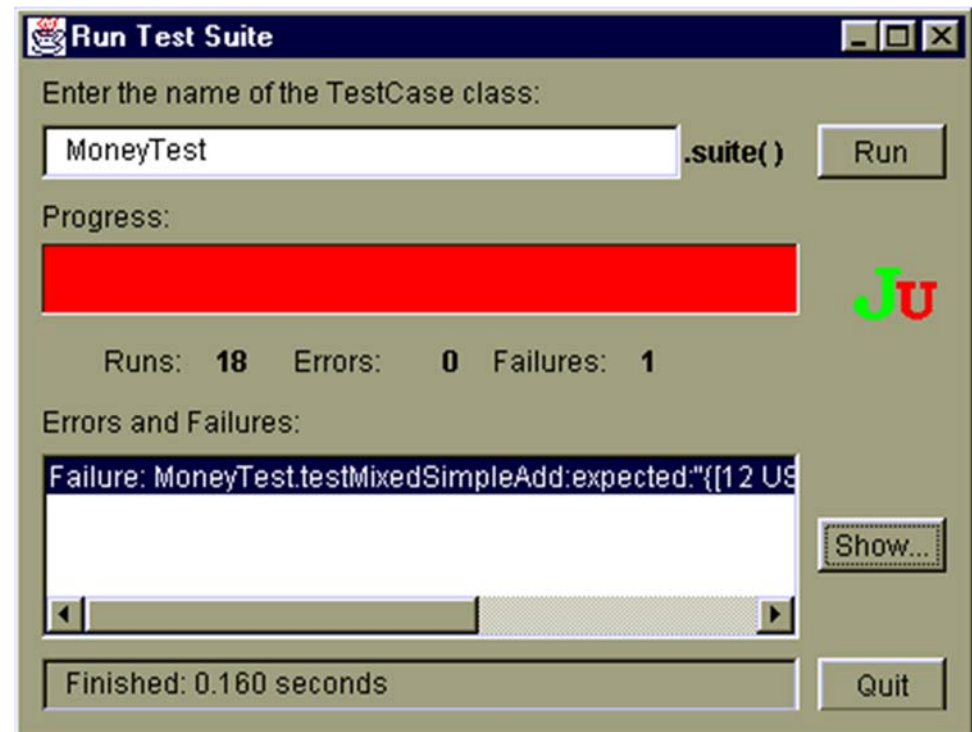 Run Test Suite
Enter the name of the TestCase class:
MoneyTest .suite( ) Run
Progress:
JU
Runs: 18 Errors: 0 Failures: 1
Errors and Failures:
Failure: MoneyTest.testMixedSimpleAdd:expected:"{[12 US
Show...
Finished: 0.160 seconds Quit